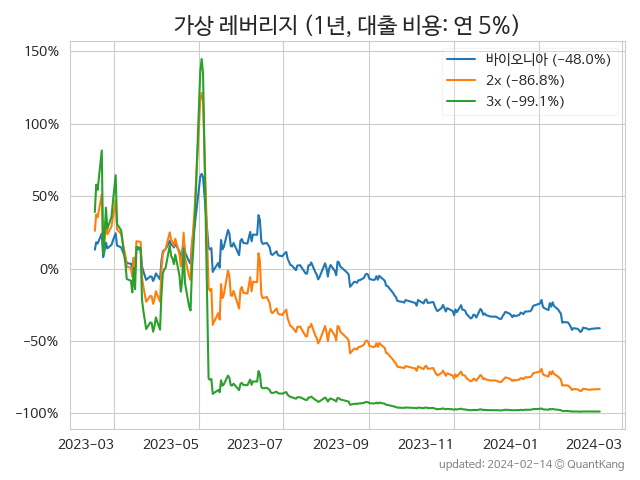 가상 레버리지 (1년, 대출 비용: 연 5%)
바이오니아 (−48.0%)
2x (−86.8%)
3x (−99.1%)
150%
100%
50%
0%
−50%
−100%
2023-03 2023-05 2023-07 2023-09 2023-11 2024-01 2024-03
updated: 2024-02-14 © QuantKang